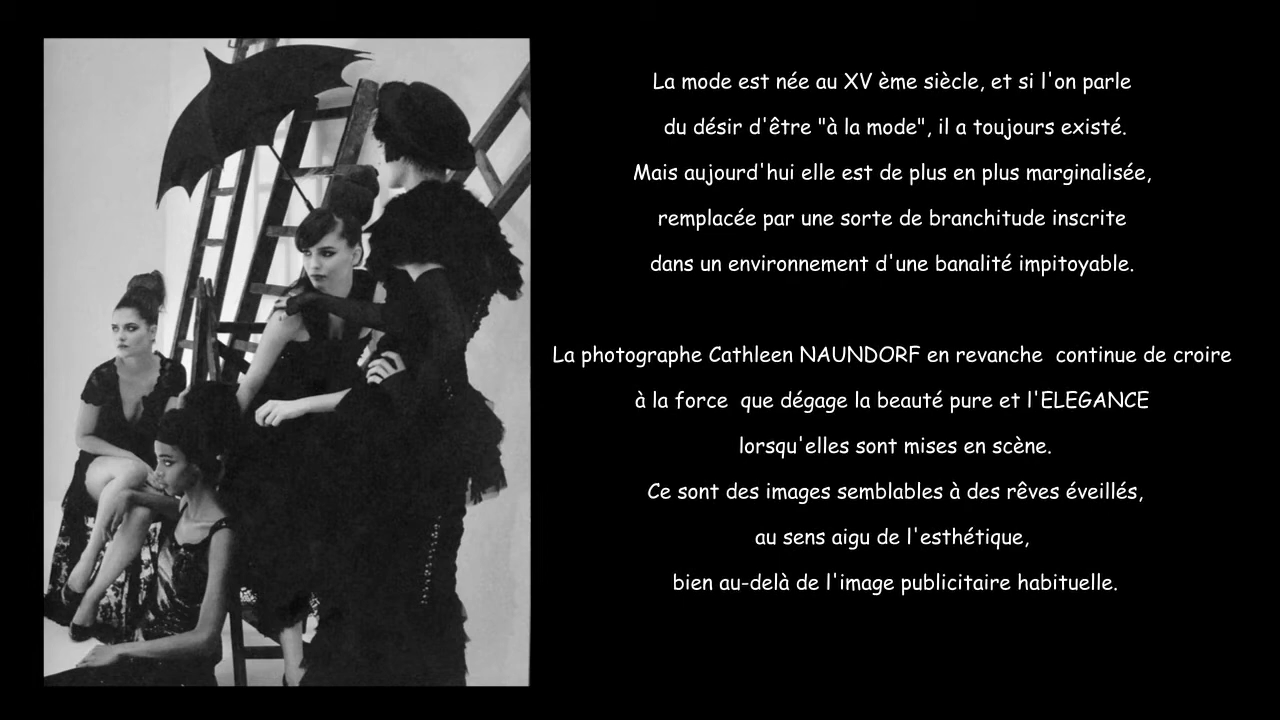 La mode est née au XV ème siècle, et si l'on parle
du désir d'être "à la mode", il a toujours existé.
Mais aujourd'hui elle est de plus en plus marginalisée,
remplacée par une sorte de branchitude inscrite
dans un environnement d'une banalité impitoyable.
La photographe Cathleen NAUNDORF en revanche  continue de croire
à la force  que dégage la beauté pure et l'ELEGANCE
lorsqu'elles sont mises en scène.
Ce sont des images semblables à des rêves éveillés,
au sens aigu de l'esthétique,
bien au-delà de l'image publicitaire habituelle.